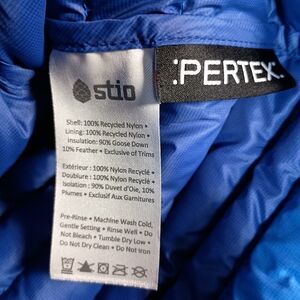 stio
:PERTEX:
Shell: 100% Recycled Nylon •
Lining: 100% Recycled Nylon •
Insulation: 90% Goose Down
10% Feather • Exclusive of Trims
Extérieur : 100% Nylon Recyclé •
Doublure : 100% Nylon Recyclé •
Isolation : 90% Duvet d'Oie, 10%
Plumes • Exclusif Aux Garnitures
Pre-Rinse • Machine Wash Cold,
Gentle Setting • Rinse Well • Do
Not Bleach • Tumble Dry Low •
Do Not Dry Clean • Do Not Iron